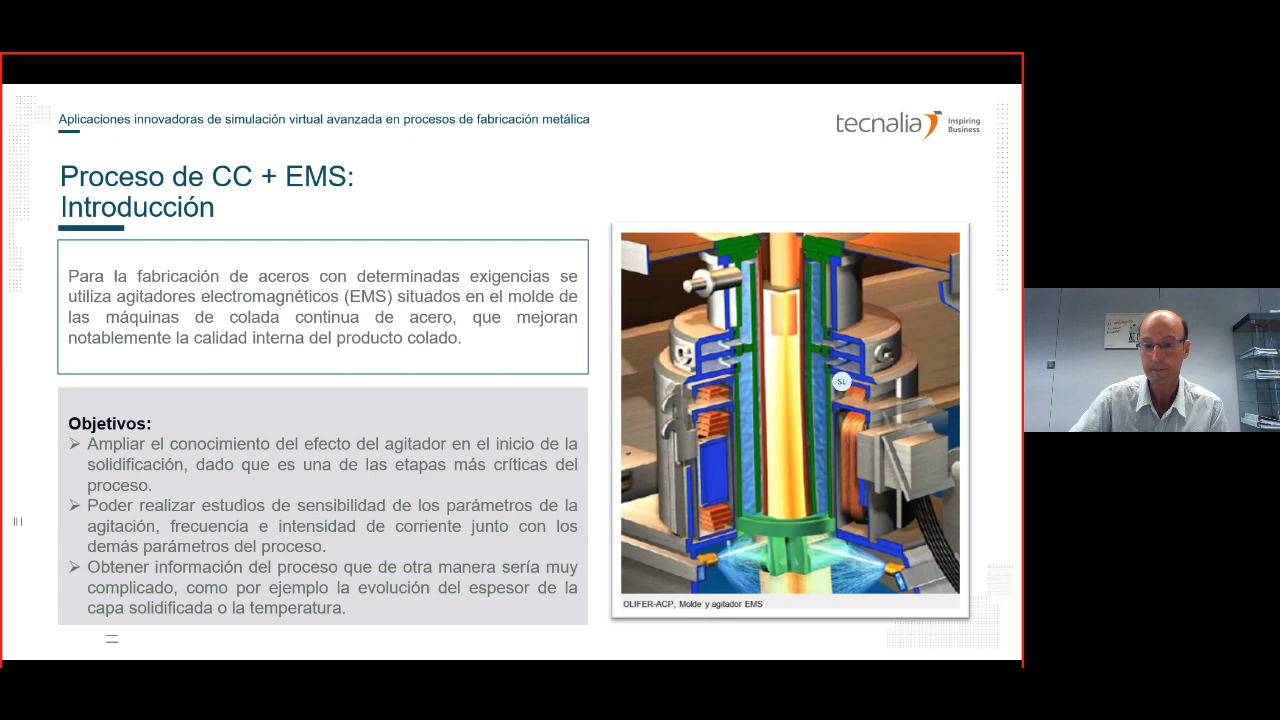 Aplicaciones innovadoras de simulación virtual avanzada en procesos de fabricación metálica
tecnalia Inspiring
Business
Proceso de CC + EMS:
Introducción
Para la fabricación de aceros con determinadas exigencias se
utiliza agitadores electromagnéticos (EMS) situados en el molde de
las máquinas de colada continua de acero, que mejoran
notablemente la calidad interna del producto colado.
Objetivos:
Ampliar el conocimiento del efecto del agitador en el inicio de la
solidificación, dado que es una de las etapas más críticas del
proceso.
Poder realizar estudios de sensibilidad de los parámetros de la
agitación, frecuencia e intensidad de corriente junto con los
demás parámetros del proceso.
Obtener información del proceso que de otra manera sería muy
complicado, como por ejemplo la evolución del espesor de la
capa solidificada o la temperatura.
SL
OLIFER-ACP, Molde y agitador EMS